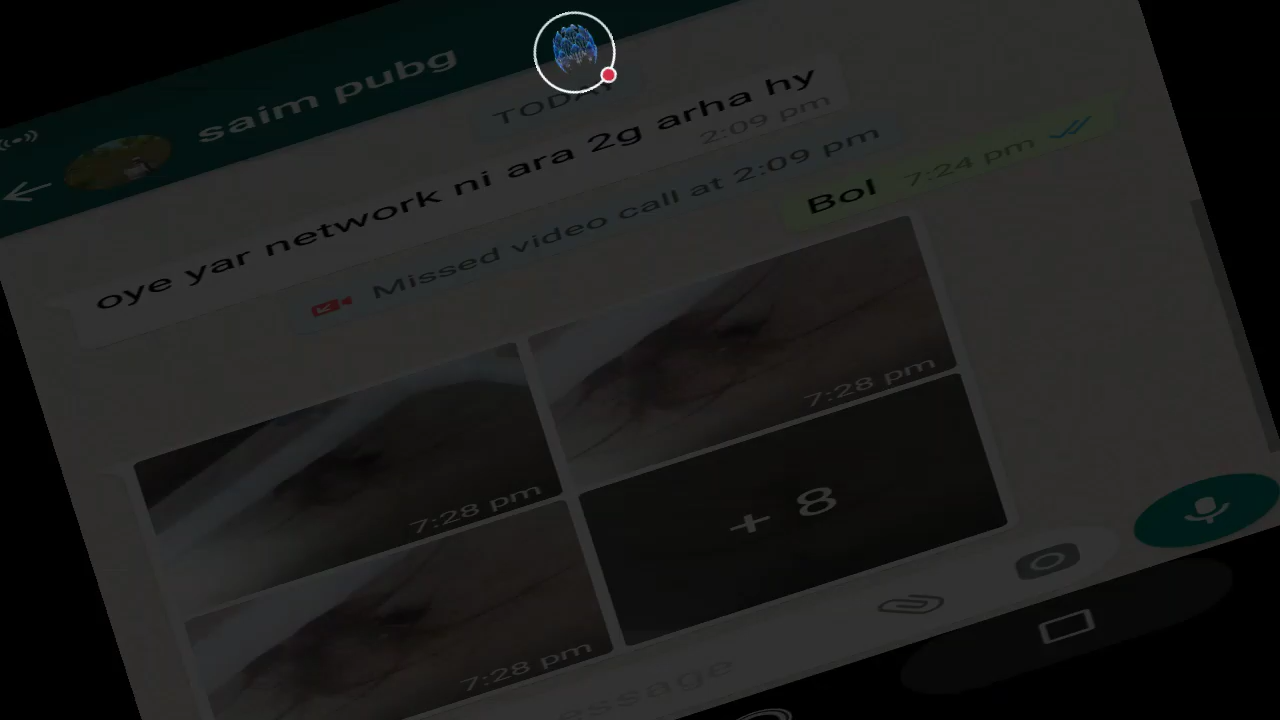 saim pubg
TODAY
oye yar network ni ara 2g arha hy
2:09 pm
Missed video call at 2:09 pm
Bol 7:24 pm
7:28 pm
7:28 pm
7:28 pm
+ 8
essage